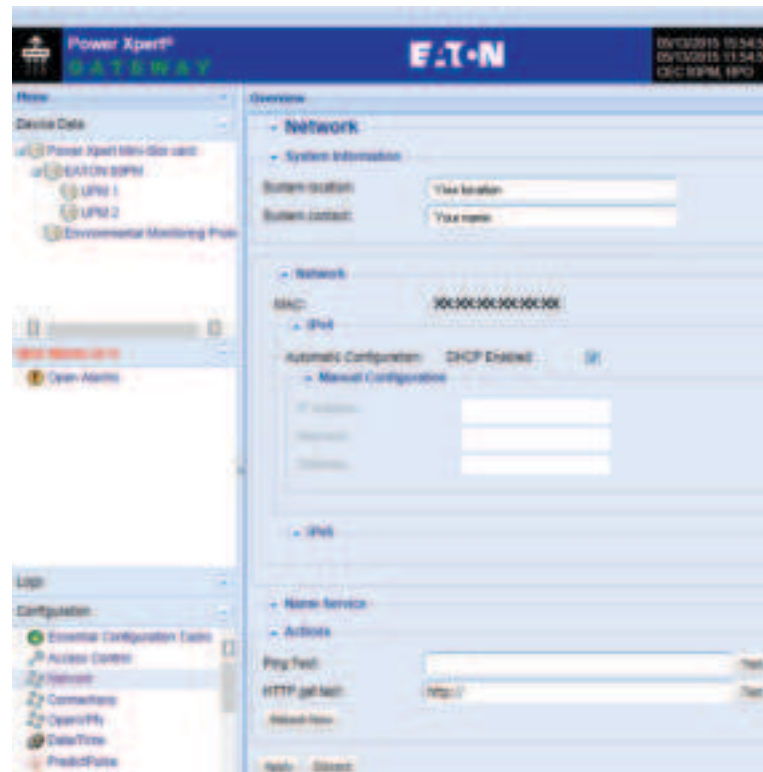 Power Xpert®
GATEWAY
EATON
Menu
Overview
Device Data
Power Xpert Mini-Slot card
EATON 93PM
UPM 1
UPM 2
Environmental Monitoring
Network
System Information
System location:
Your location
System contact:
Your name
Network
MAC:
XX:XX:XX:XX:XX:XX
IPv4
Automatic Configuration:
DHCP Enabled
Manual Configuration
IPv6
Open Alarms
Logs
Configuration
Essential Configuration Tasks
Access Control
Network
Connections
Date/Time
PredictPulse
Name Service
Actions
Ping Test:
HTTP get test:
http://
Reboot Now
Apply